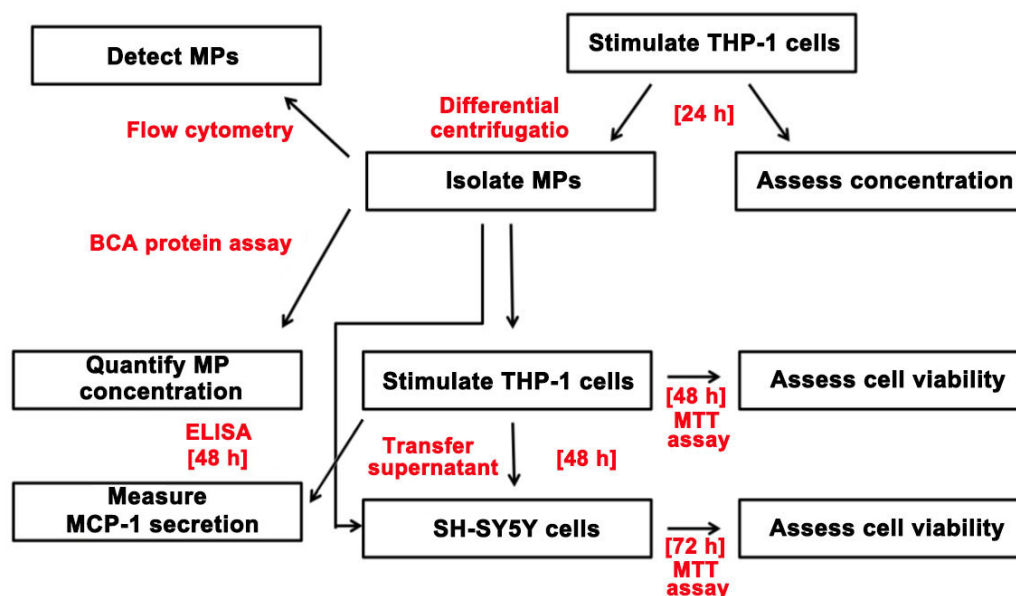 Detect MPs
Stimulate THP-1 cells
Differential
centrifugatio
[24 h]
Flow cytometry
Isolate MPs
Assess concentration
BCA protein assay
Quantify MP
concentration
Stimulate THP-1 cells
[48 h]
MTT
assay
Assess cell viability
ELISA
[48 h]
Transfer
supernatant
[48 h]
Measure
MCP-1 secretion
SH-SY5Y cells
[72 h]
MTT
assay
Assess cell viability